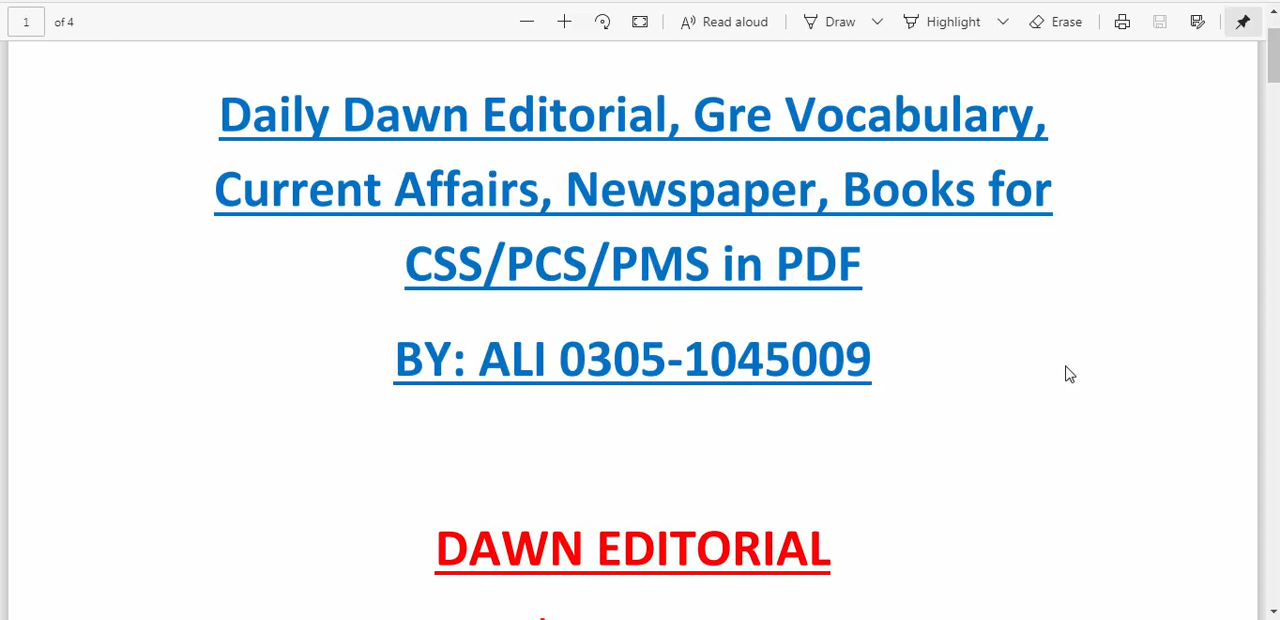 1 of 4 Read aloud Draw Highlight Erase
Daily Dawn Editorial, Gre Vocabulary,
Current Affairs, Newspaper, Books for
CSS/PCS/PMS in PDF
BY: ALI 0305-1045009
DAWN EDITORIAL